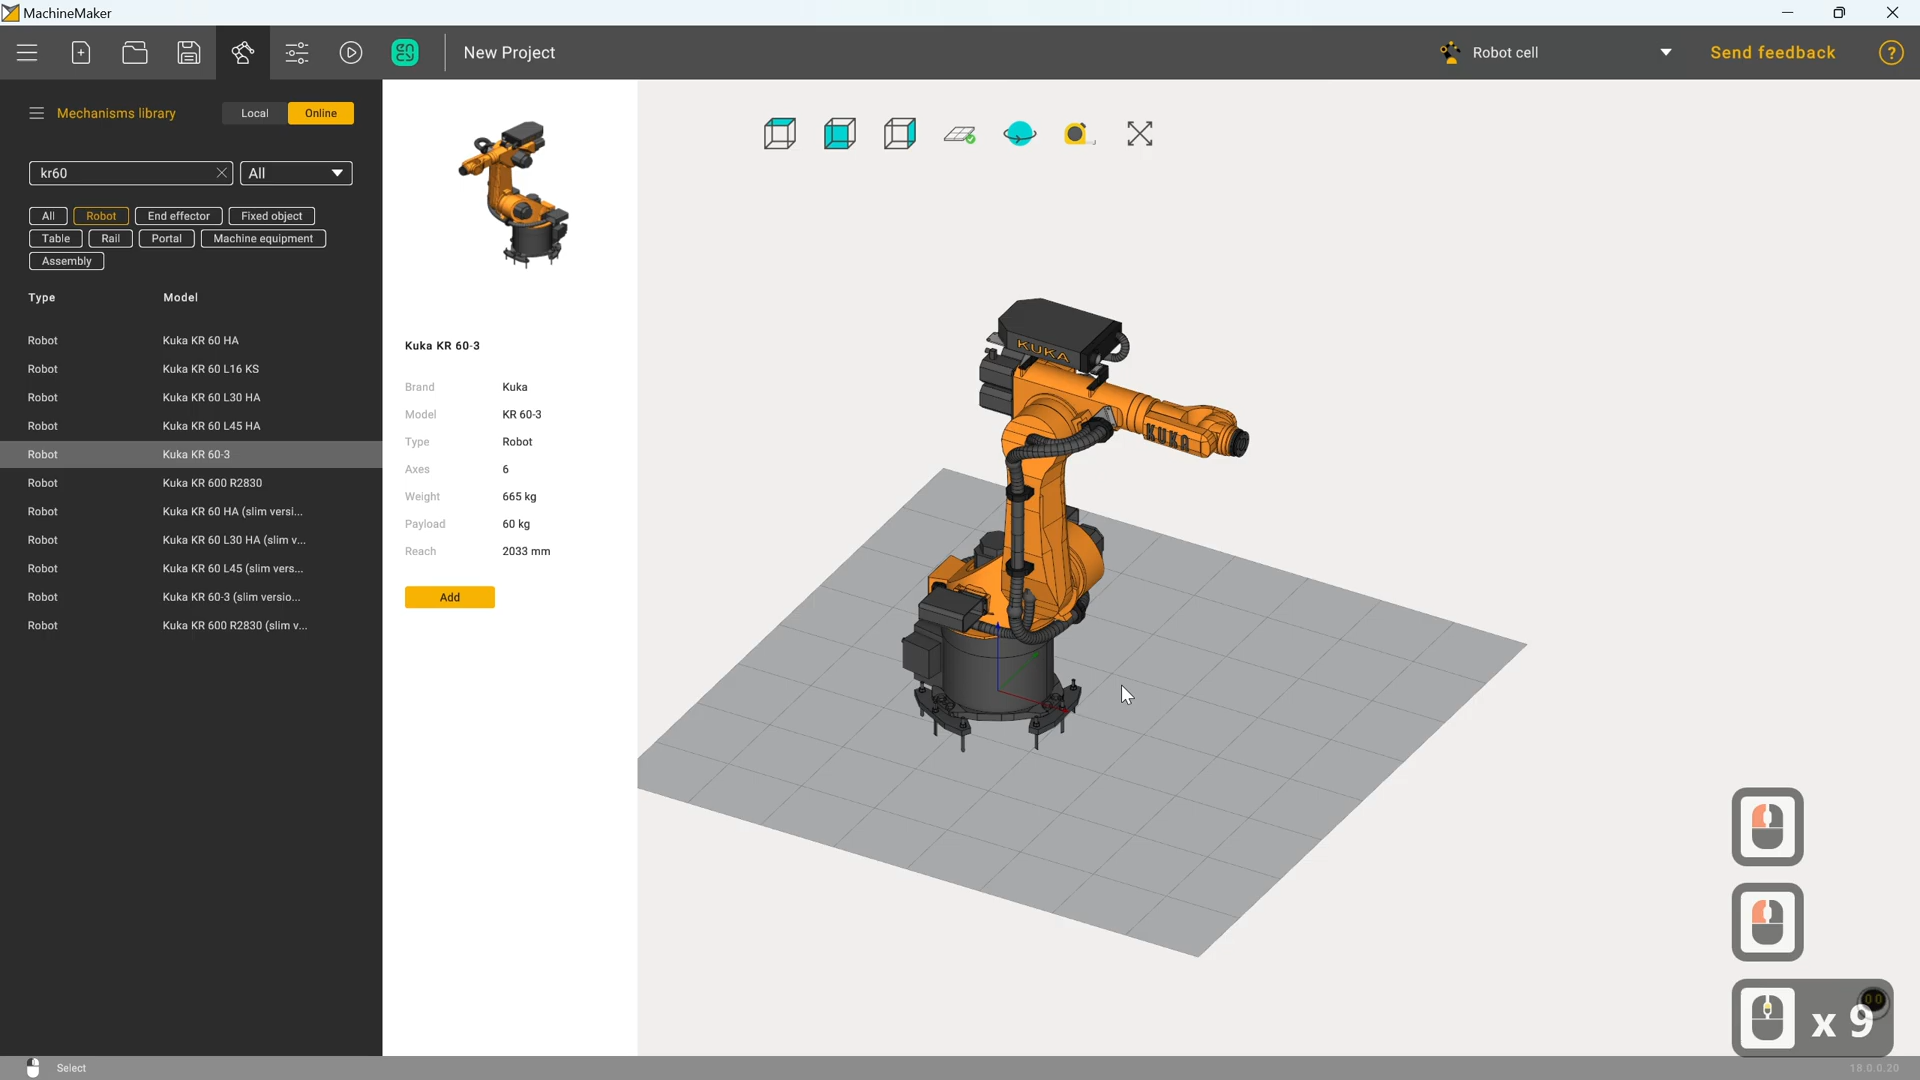 MachineMaker
New Project
Robot cell
Send feedback
?
Mechanisms library
Local
Online
kr60
All
All
Robot
End effector
Fixed object
Table
Rail
Portal
Machine equipment
Assembly
Type Model
Robot Kuka KR 60 HA
Robot Kuka KR 60 L16 KS
Robot Kuka KR 60 L30 HA
Robot Kuka KR 60 L45 HA
Robot Kuka KR 60-3
Robot Kuka KR 600 R2830
Robot Kuka KR 60 HA (slim versi...
Robot Kuka KR 60 L30 HA (slim v...
Robot Kuka KR 60 L45 (slim vers...
Robot Kuka KR 60-3 (slim versio...
Robot Kuka KR 600 R2830 (slim v...
Kuka KR 60-3
Brand Kuka
Model KR 60-3
Type Robot
Axes 6
Weight 665 kg
Payload 60 kg
Reach 2033 mm
Add
KUKA
KUKA
x 9
Select
18.0.0.20